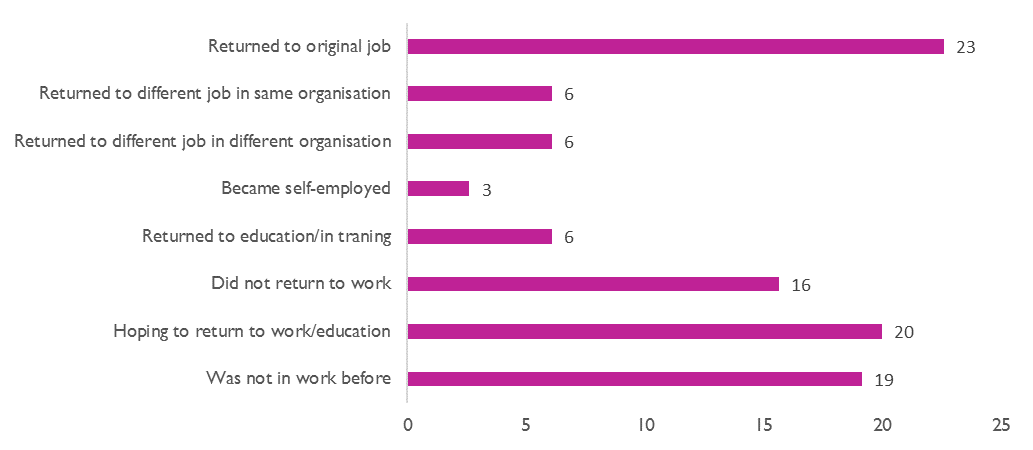 Returned to original job 23
Returned to different job in same organisation 6
Returned to different job in different organisation 6
Became self-employed 3
Returned to education/in traning 6
Did not return to work 16
Hoping to return to work/education 20
Was not in work before 19
0 5 10 15 20 25